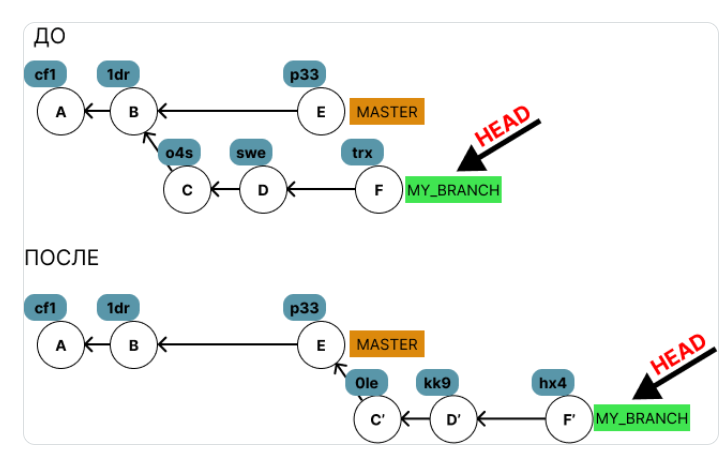 ДО
cf1 1dr p33
A B E MASTER
HEAD
o4s swe trx
C D F MY_BRANCH
ПОСЛЕ
cf1 1dr p33
A B E MASTER
HEAD
0le kk9 hx4
C′ D′ F′ MY_BRANCH